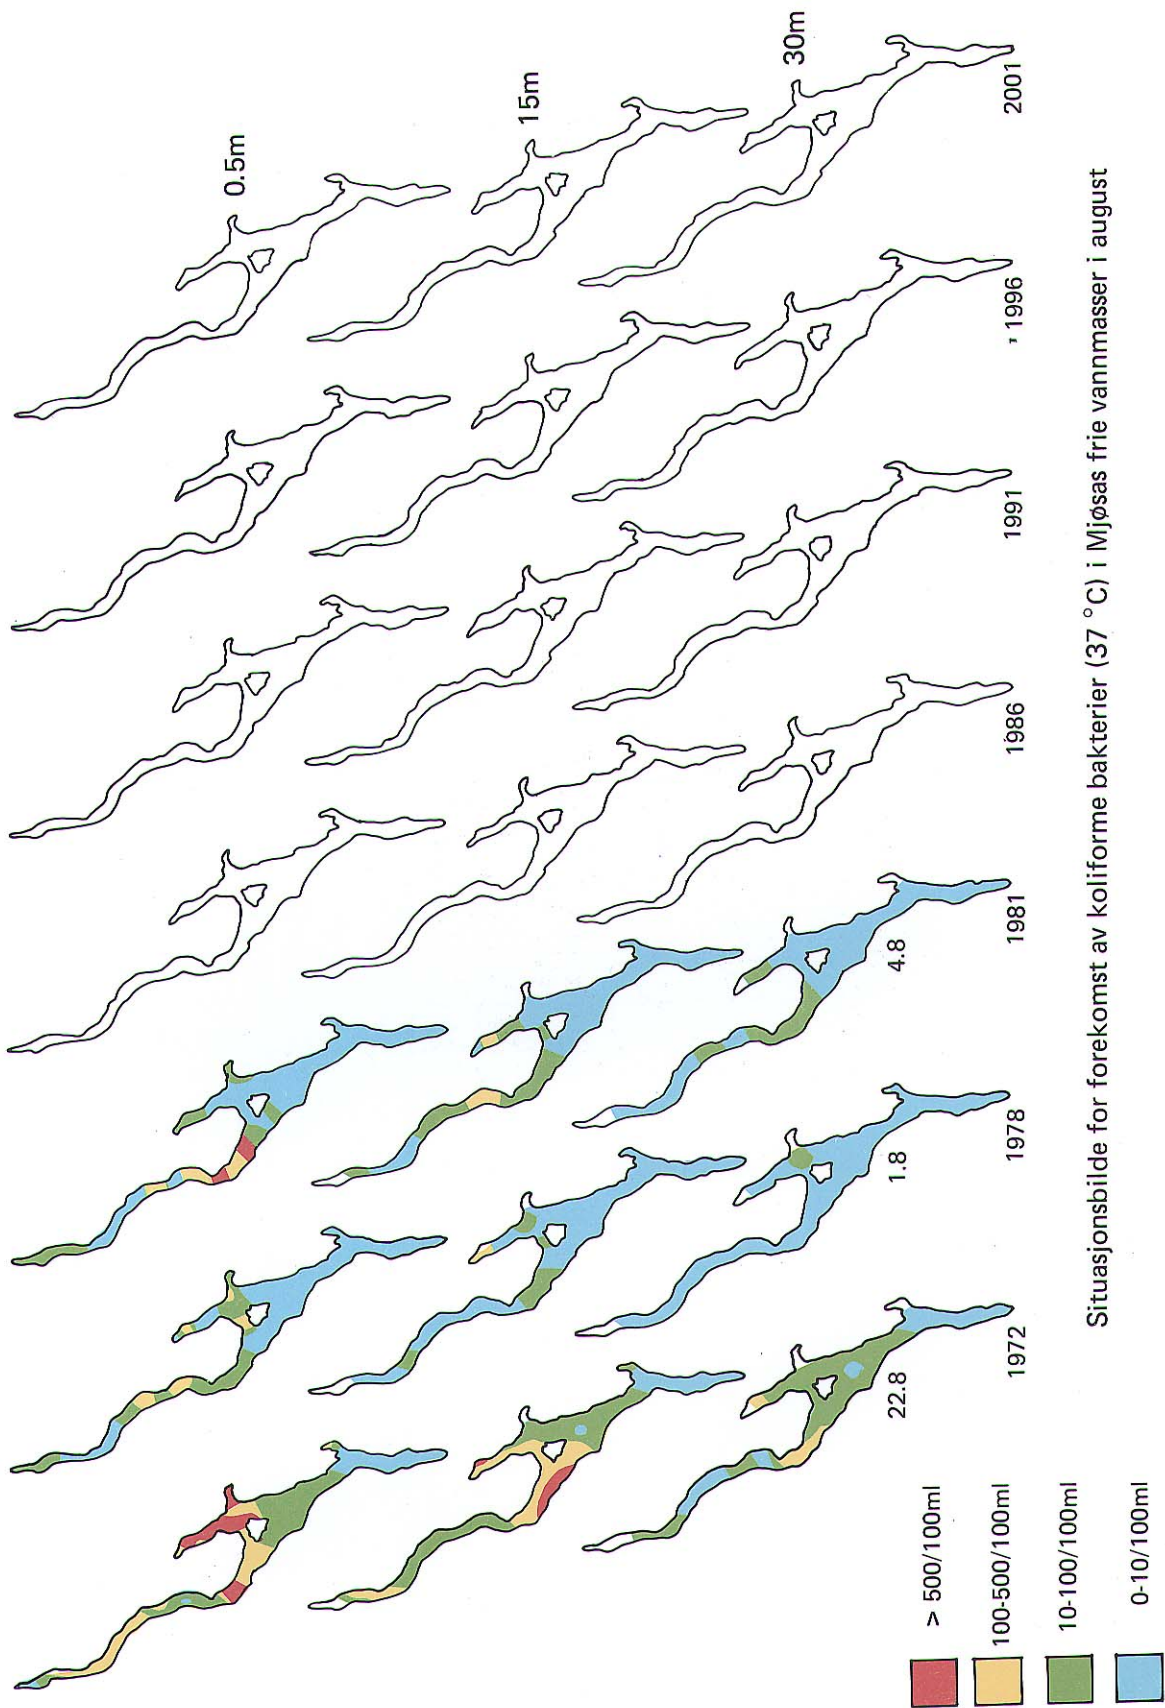 0.5m
15m
30m
1972
1978
1981
1986
1991
1996
2001
22.8
1.8
4.8
> 500/100ml
100-500/100ml
10-100/100ml
0-10/100ml
Situasjonsbilde for forekomst av koliforme bakterier (37 °C) i Mjøsas frie vannmasser i august